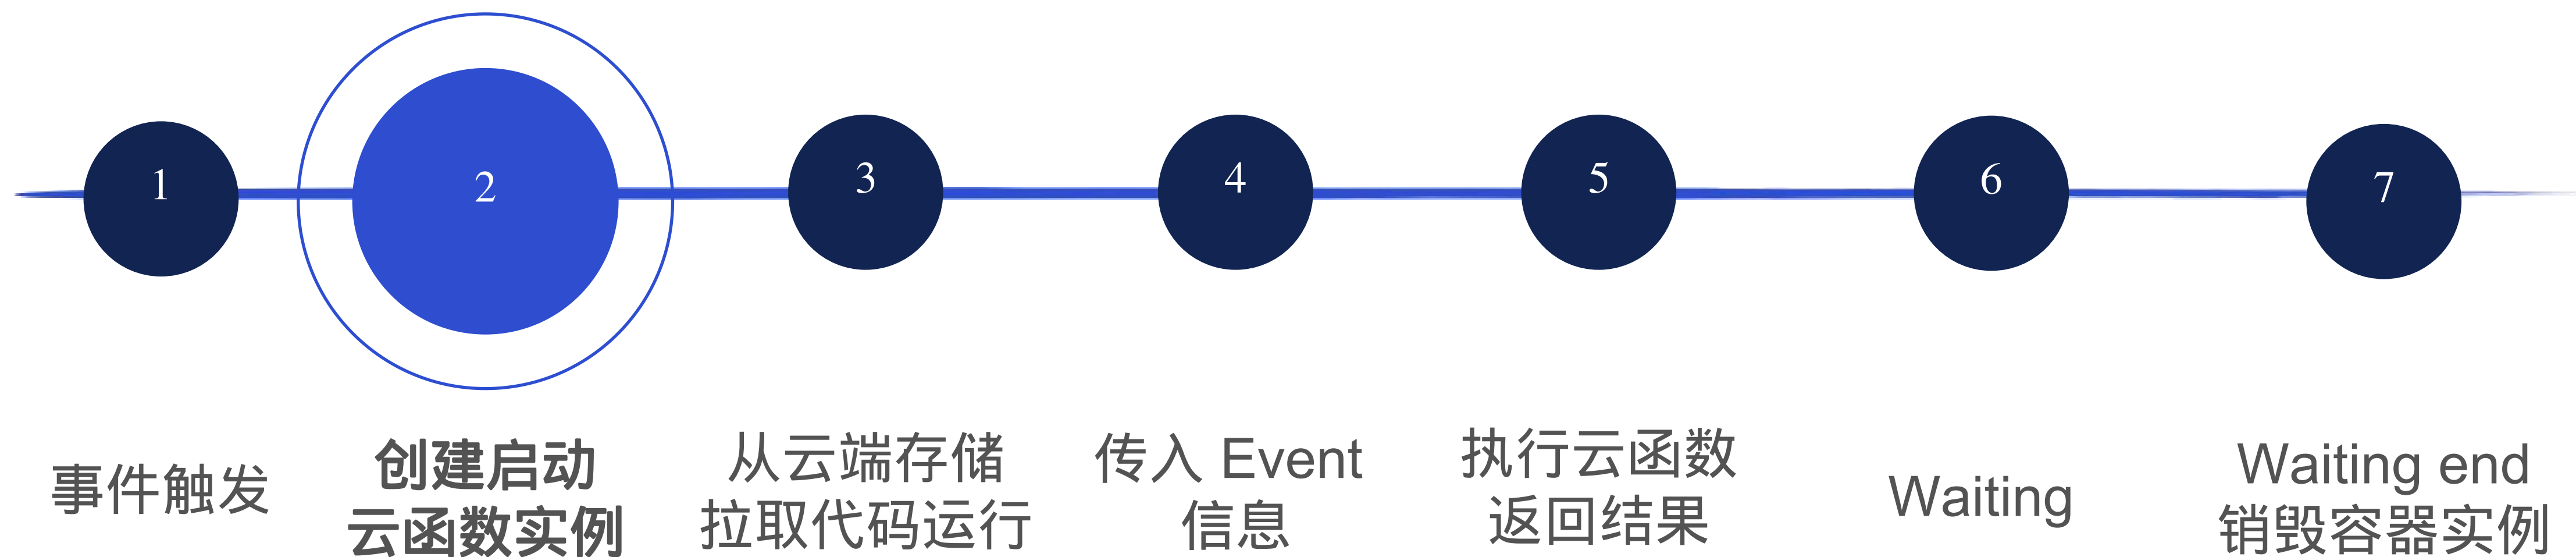 1
2
3
4
5
6
7
事件触发
创建启动
云函数实例
从云端存储
拉取代码运行
传入 Event
信息
执行云函数
返回结果
Waiting
Waiting end
销毁容器实例